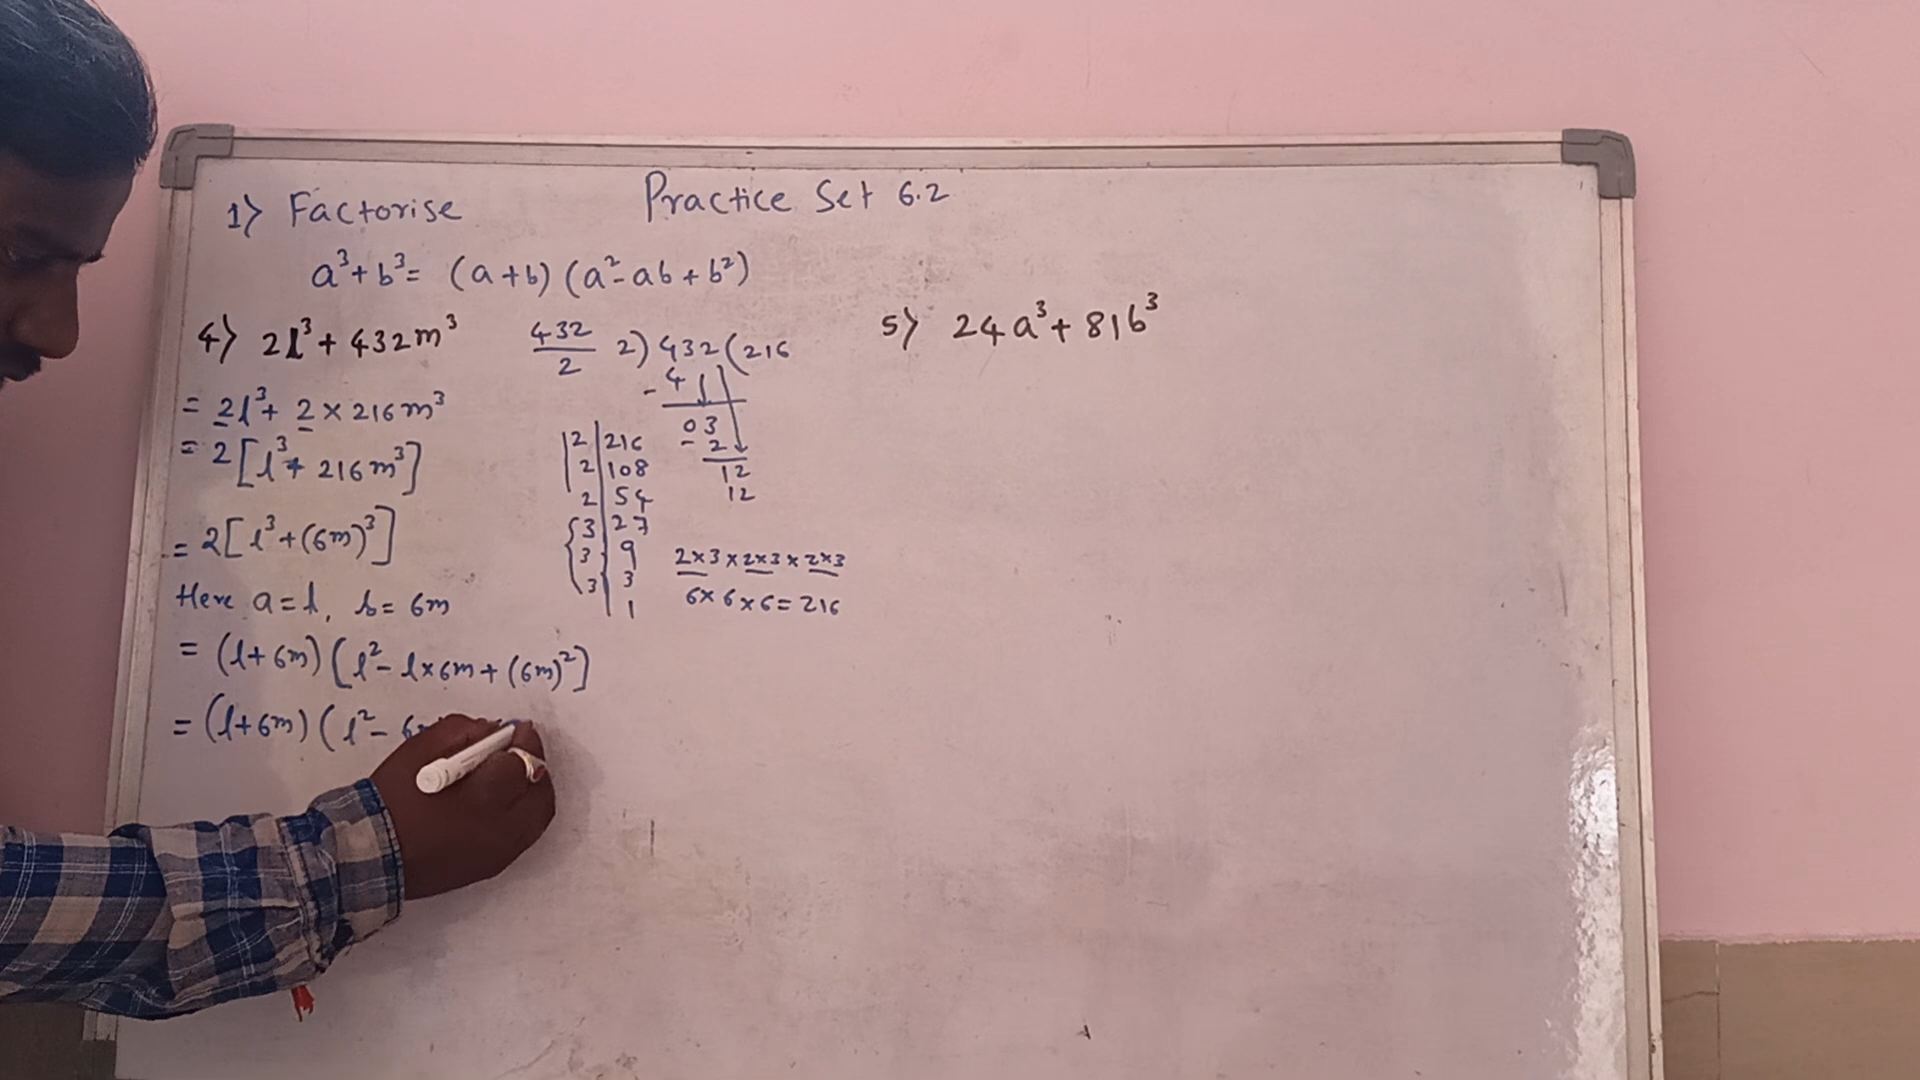 Practice Set 6.2
1) Factorise
a³ + b³ = (a + b) (a² - ab + b²)
4) 2l³ + 432m³
= 2l³ + 2 × 216m³
= 2[l³ + 216m³]
= 2[l³ + (6m)³]
Here a = l, b = 6m
= (l + 6m) [l² - l × 6m + (6m)²]
= (l + 6m) (l² - 6
432
2
2) 432 (216
- 4
03
- 2
12
12
2 | 216
2 | 108
2 | 54
3 | 27
3 | 9
3 | 3
1
2×3 × 2×3 × 2×3
6 × 6 × 6 = 216
5) 24a³ + 81b³